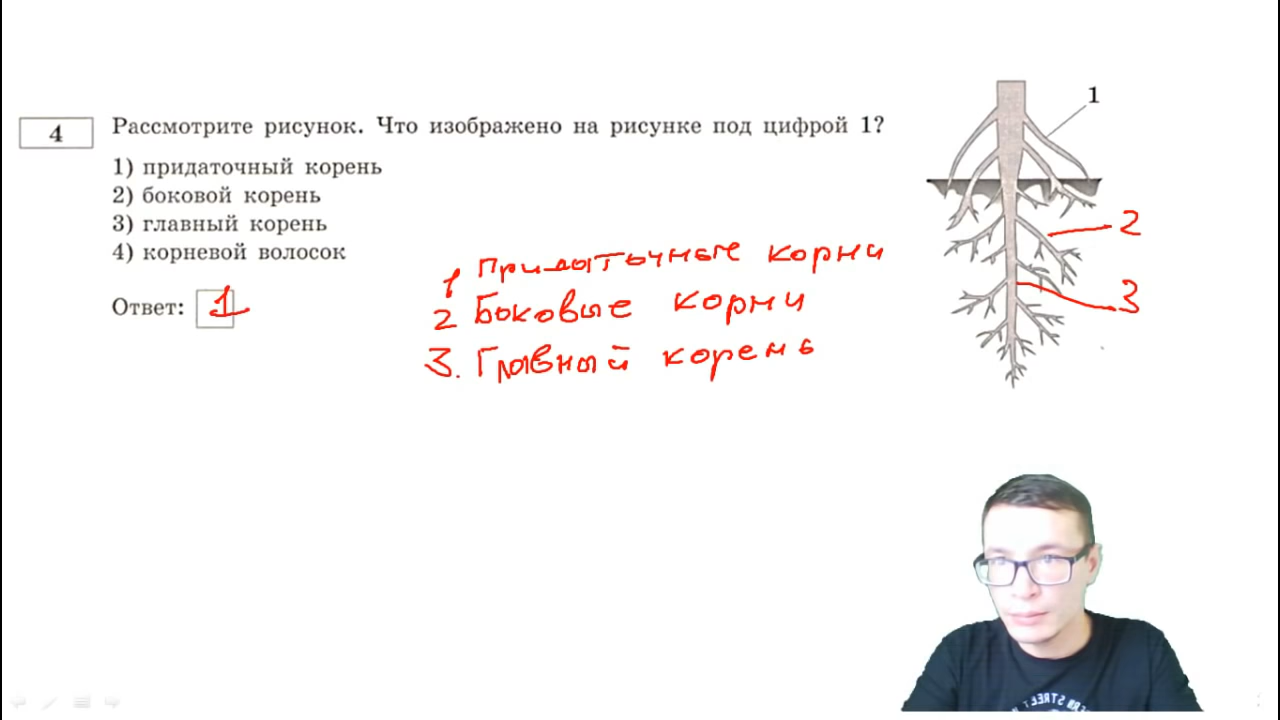 4
Рассмотрите рисунок. Что изображено на рисунке под цифрой 1?
1) придаточный корень
2) боковой корень
3) главный корень
4) корневой волосок
Ответ: 1
1 Придаточные корни
2 Боковые корни
3. Главный корень
1
2
3